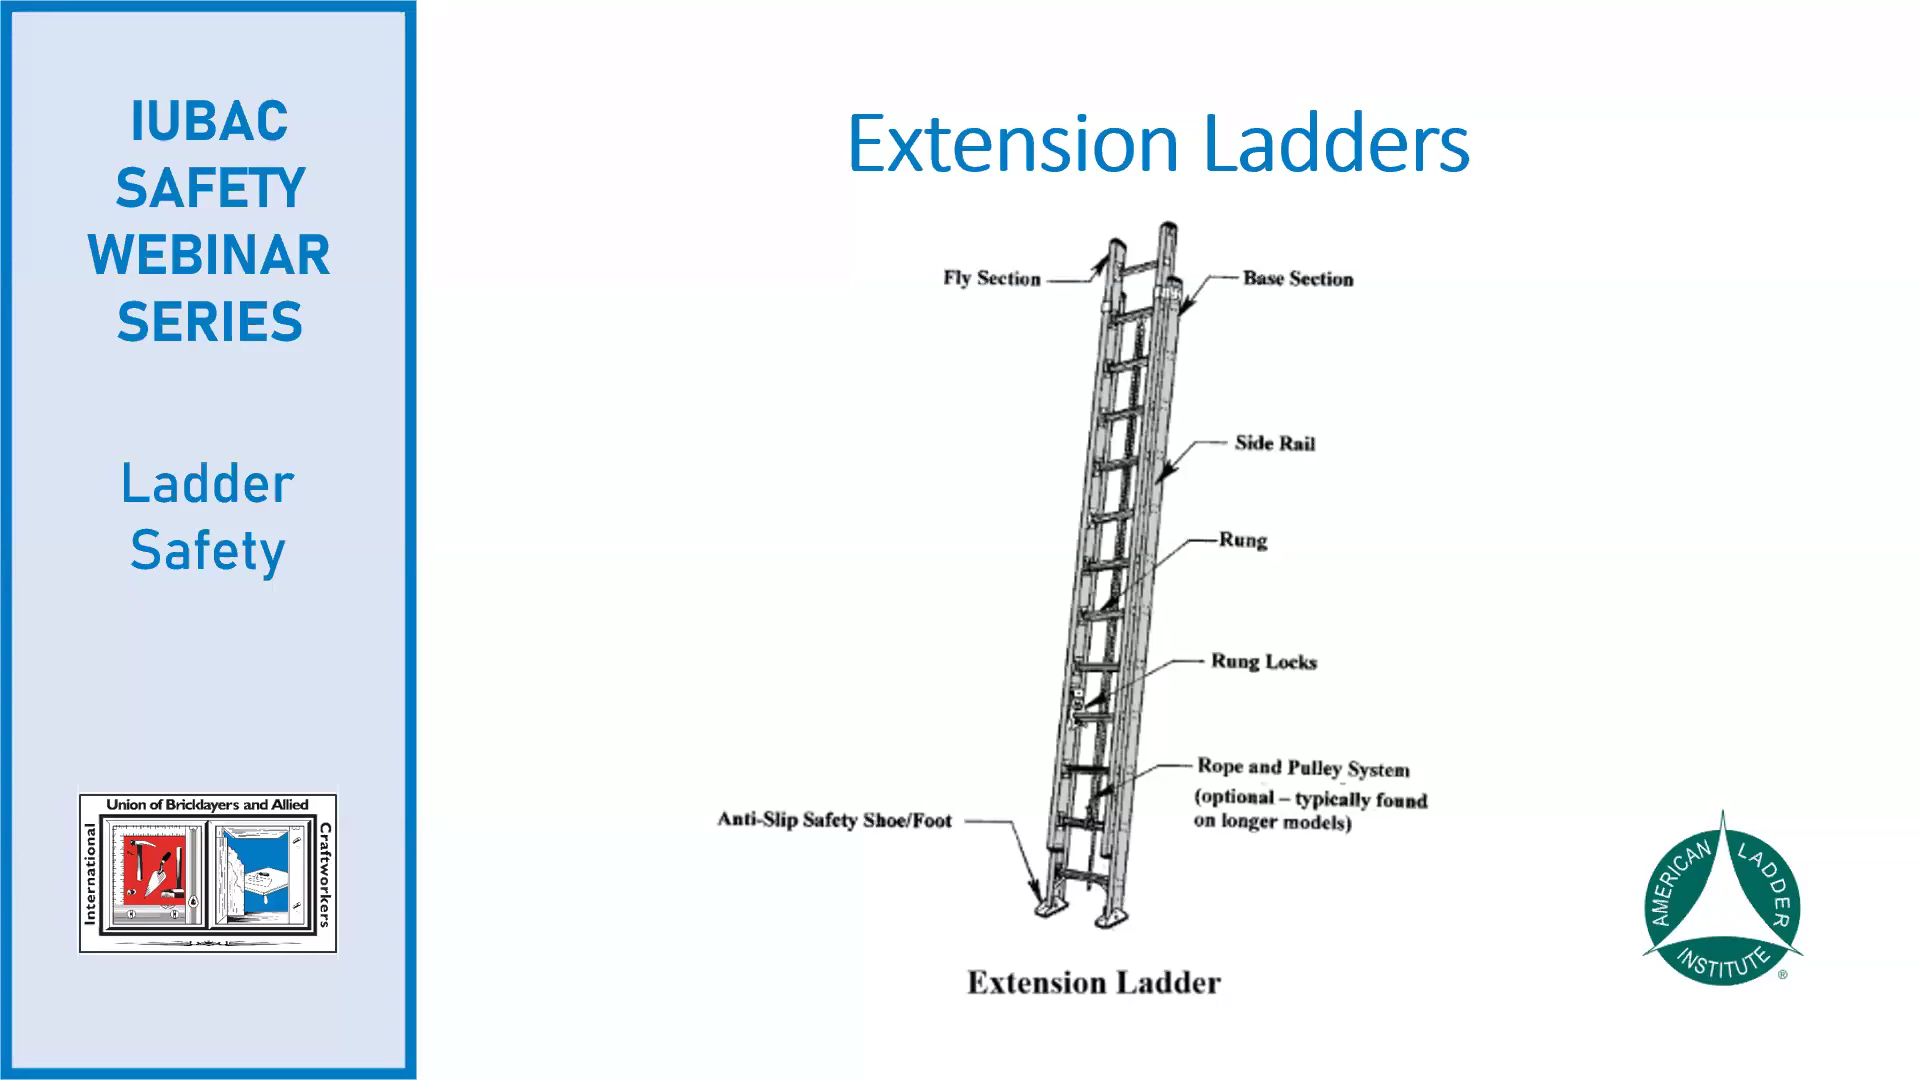 IUBAC
SAFETY
WEBINAR
SERIES
Ladder
Safety
Union of Bricklayers and Allied
International
Craftworkers
Extension Ladders
Fly Section
Base Section
Side Rail
Rung
Rung Locks
Rope and Pulley System
(optional – typically found
on longer models)
Anti-Slip Safety Shoe/Foot
Extension Ladder
AMERICAN
LADDER
INSTITUTE
®